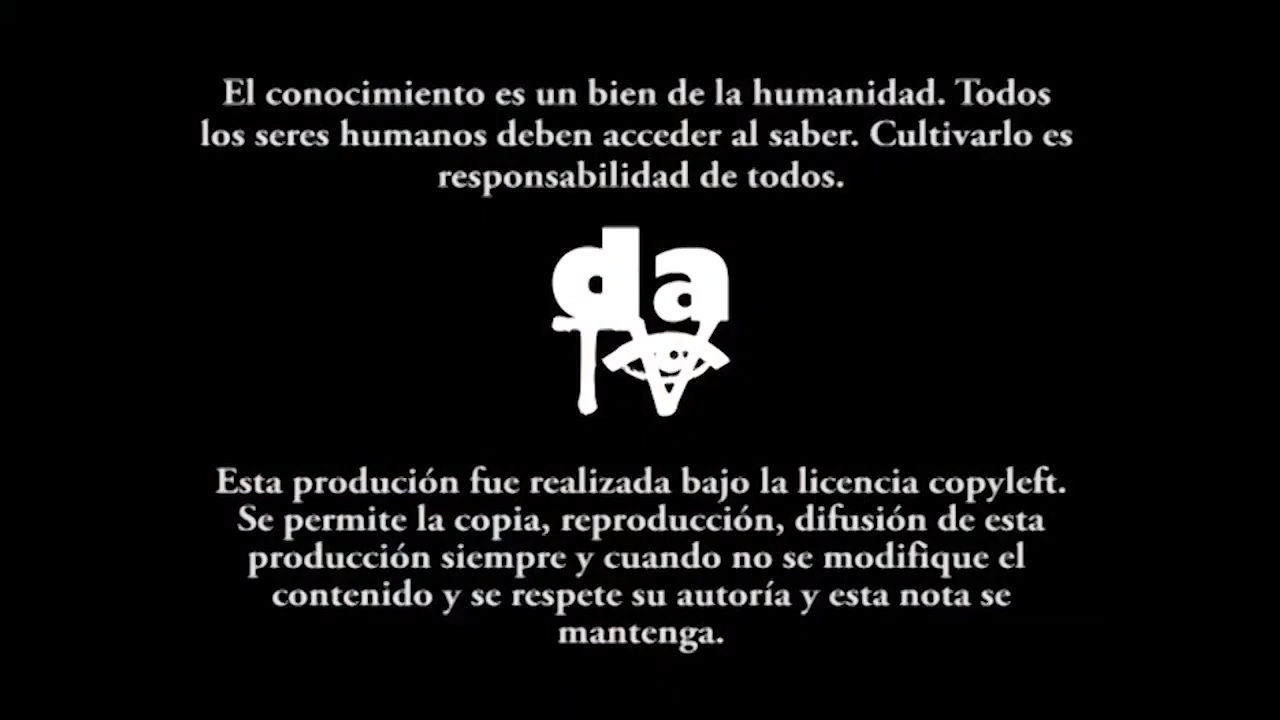 El conocimiento es un bien de la humanidad. Todos
los seres humanos deben acceder al saber. Cultivarlo es
responsabilidad de todos.
da
TV
Esta produción fue realizada bajo la licencia copyleft.
Se permite la copia, reproducción, difusión de esta
producción siempre y cuando no se modifique el
contenido y se respete su autoría y esta nota se
mantenga.